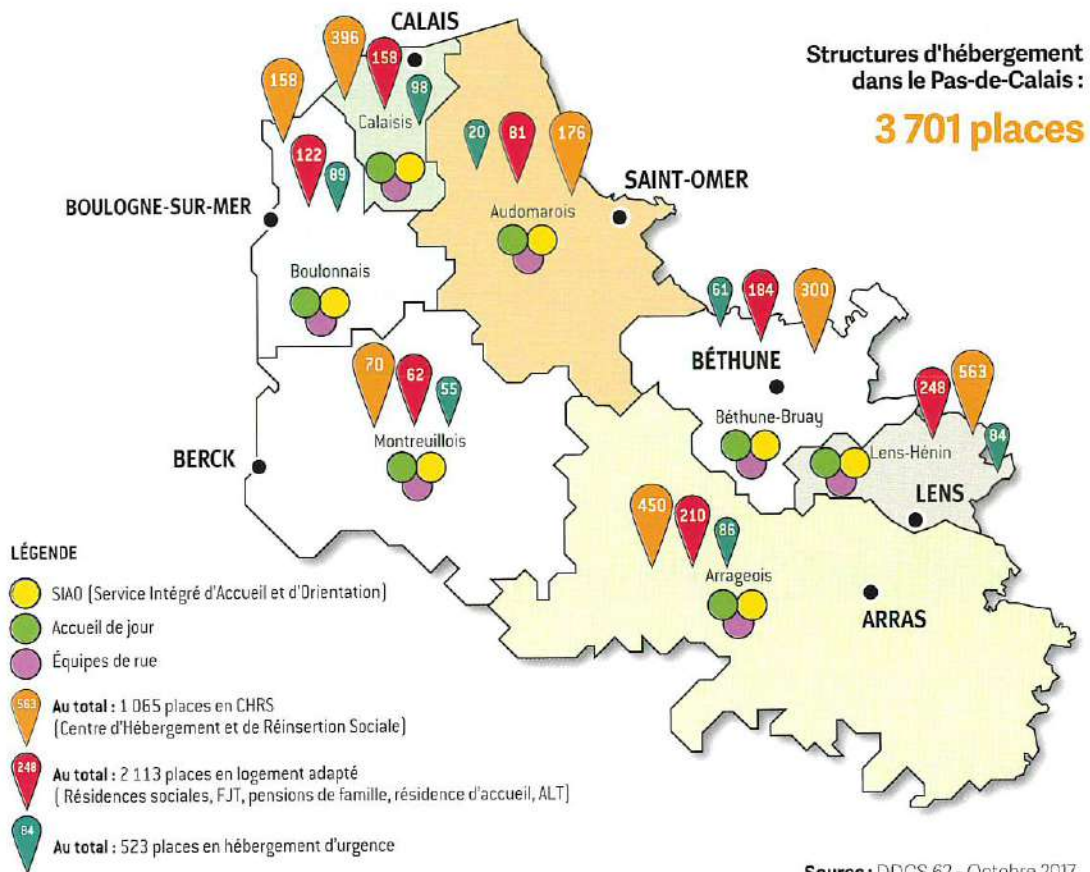 CALAIS
Structures d'hébergement
dans le Pas-de-Calais :
3 701 places
396
158
98
158
Calaisis
122
89
20
81
176
SAINT-OMER
BOULOGNE-SUR-MER
Audomarois
Boulonnais
61
184
300
BÉTHUNE
70
62
55
248
563
84
Béthune-Bruay
Montreuillois
Lens-Hénin
BERCK
LENS
450
210
86
Arrageois
ARRAS
LÉGENDE
SIAO (Service Intégré d'Accueil et d'Orientation)
Accueil de jour
Équipes de rue
563
Au total : 1 065 places en CHRS
(Centre d'Hébergement et de Réinsertion Sociale)
248
Au total : 2 113 places en logement adapté
( Résidences sociales, FJT, pensions de famille, résidence d'accueil, ALT)
84
Au total : 523 places en hébergement d'urgence
Source : DDCS 62 - Octobre 2017